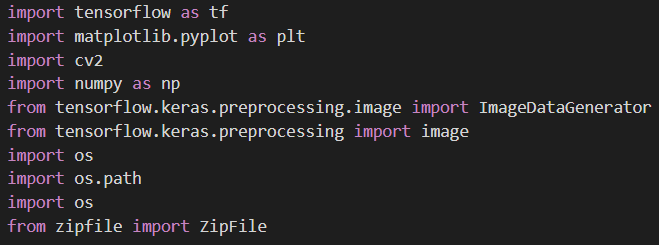 import tensorflow as tf
import matplotlib.pyplot as plt
import cv2
import numpy as np
from tensorflow.keras.preprocessing.image import ImageDataGenerator
from tensorflow.keras.preprocessing import image
import os
import os.path
import os
from zipfile import ZipFile